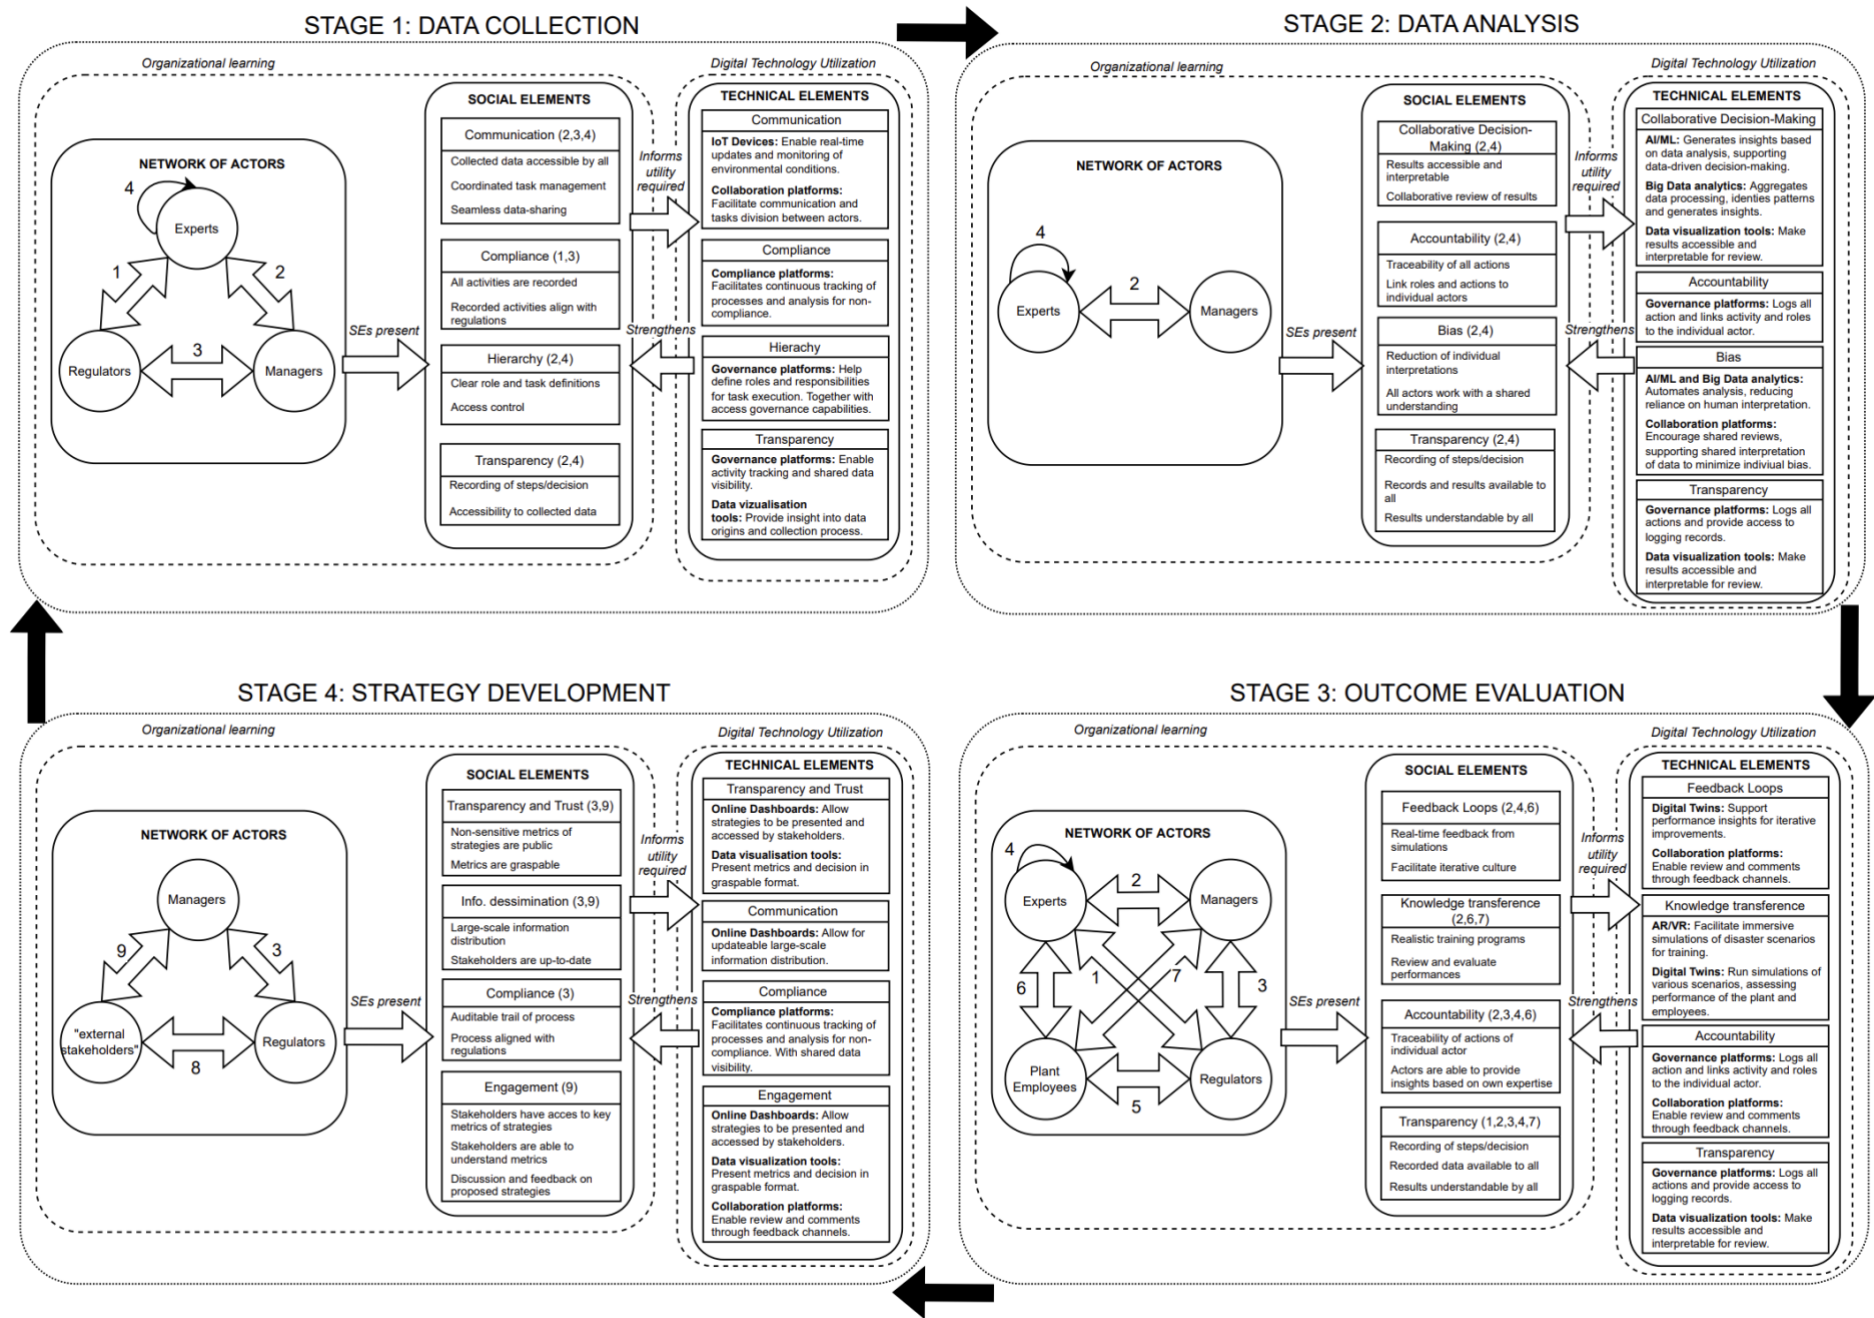 STAGE 1: DATA COLLECTION
Organizational learning
Digital Technology Utilization
NETWORK OF ACTORS
4
Experts
1
2
Regulators
3
Managers
SEs present
SOCIAL ELEMENTS
Communication (2,3,4)
Collected data accessible by all
Coordinated task management
Seamless data-sharing
Compliance (1,3)
All activities are recorded
Recorded activities align with
regulations
Hierarchy (2,4)
Clear role and task definitions
Access control
Transparency (2,4)
Recording of steps/decision
Accessibility to collected data
Informs
utility
required
Strengthens
TECHNICAL ELEMENTS
Communication
IoT Devices: Enable real-time
updates and monitoring of
environmental conditions.
Collaboration platforms:
Facilitate communication and
tasks division between actors.
Compliance
Compliance platforms:
Facilitates continuous tracking of
processes and analysis for non-
compliance.
Hierachy
Governance platforms: Help
define roles and responsibilities
for task execution. Together with
access governance capabilities.
Transparency
Governance platforms: Enable
activity tracking and shared data
visibility.
Data vizualisation
tools: Provide insight into data
origins and collection process.
STAGE 2: DATA ANALYSIS
Organizational learning
Digital Technology Utilization
NETWORK OF ACTORS
4
Experts
2
Managers
SEs present
SOCIAL ELEMENTS
Collaborative Decision-
Making (2,4)
Results accessible and
interpretable
Collaborative review of results
Accountability (2,4)
Traceability of all actions
Link roles and actions to
individual actors
Bias (2,4)
Reduction of individual
interpretations
All actors work with a shared
understanding
Transparency (2,4)
Recording of steps/decision
Records and results available to
all
Results understandable by all
Informs
utility
required
Strengthens
TECHNICAL ELEMENTS
Collaborative Decision-Making
AI/ML: Generates insights based
on data analysis, supporting
data-driven decision-making.
Big Data analytics: Aggregates
data processing, identies patterns
and generates insights.
Data visualization tools: Make
results accessible and
interpretable for review.
Accountability
Governance platforms: Logs all
action and links activity and roles
to the individual actor.
Bias
AI/ML and Big Data analytics:
Automates analysis, reducing
reliance on human interpretation.
Collaboration platforms:
Encourage shared reviews,
supporting shared interpretation
of data to minimize indiviual bias.
Transparency
Governance platforms: Logs all
actions and provide access to
logging records.
Data visualization tools: Make
results accessible and
interpretable for review.
STAGE 4: STRATEGY DEVELOPMENT
Organizational learning
Digital Technology Utilization
NETWORK OF ACTORS
Managers
9
3
"external
stakeholders"
8
Regulators
SEs present
SOCIAL ELEMENTS
Transparency and Trust (3,9)
Non-sensitive metrics of
strategies are public
Metrics are graspable
Info. dessimination (3,9)
Large-scale information
distribution
Stakeholders are up-to-date
Compliance (3)
Auditable trail of process
Process aligned with
regulations
Engagement (9)
Stakeholders have acces to key
metrics of strategies
Stakeholders are able to
understand metrics
Discussion and feedback on
proposed strategies
Informs
utility
required
Strengthens
TECHNICAL ELEMENTS
Transparency and Trust
Online Dashboards: Allow
strategies to be presented and
accessed by stakeholders.
Data visualisation tools:
Present metrics and decision in
graspable format.
Communication
Online Dashboards: Allow for
updateable large-scale
information distribution.
Compliance
Compliance platforms:
Facilitates continuous tracking of
processes and analysis for non-
compliance. With shared data
visibility.
Engagement
Online Dashboards: Allow
strategies to be presented and
accessed by stakeholders.
Data visualization tools:
Present metrics and decision in
graspable format.
Collaboration platforms:
Enable review and comments
through feedback channels.
STAGE 3: OUTCOME EVALUATION
Organizational learning
Digital Technology Utilization
NETWORK OF ACTORS
4
Experts
2
Managers
6
1
7
3
Plant
Employees
5
Regulators
SEs present
SOCIAL ELEMENTS
Feedback Loops (2,4,6)
Real-time feedback from
simulations
Facilitate iterative culture
Knowledge transference
(2,6,7)
Realistic training programs
Review and evaluate
performances
Accountability (2,3,4,6)
Traceability of actions of
individual actor
Actors are able to provide
insights based on own expertise
Transparency (1,2,3,4,7)
Recording of steps/decision
Recorded data available to all
Results understandable by all
Informs
utility
required
Strengthens
TECHNICAL ELEMENTS
Feedback Loops
Digital Twins: Support
performance insights for iterative
improvements.
Collaboration platforms:
Enable review and comments
through feedback channels.
Knowledge transference
AR/VR: Facilitate immersive
simulations of disaster scenarios
for training.
Digital Twins: Run simulations of
various scenarios, assessing
performance of the plant and
employees.
Accountability
Governance platforms: Logs all
action and links activity and roles
to the individual actor.
Collaboration platforms:
Enable review and comments
through feedback channels.
Transparency
Governance platforms: Logs all
actions and provide access to
logging records.
Data visualization tools: Make
results accessible and
interpretable for review.